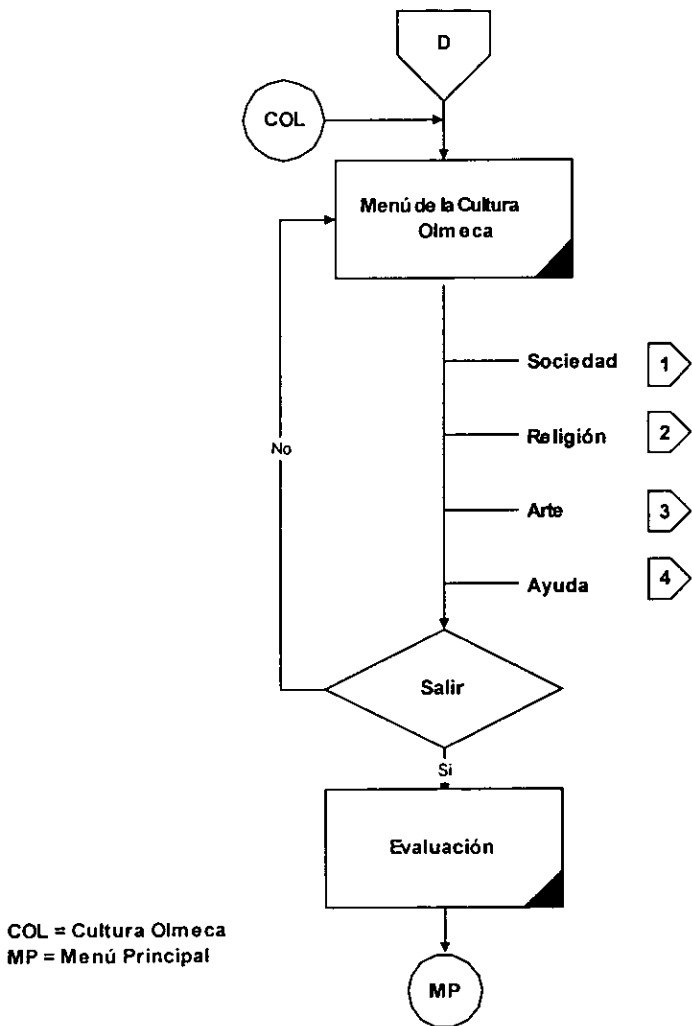 D
COL
Menú de la Cultura
Olmeca
Sociedad 1
Religión 2
No
Arte 3
Ayuda 4
Salir
Si
Evaluación
COL = Cultura Olmeca
MP = Menú Principal
MP